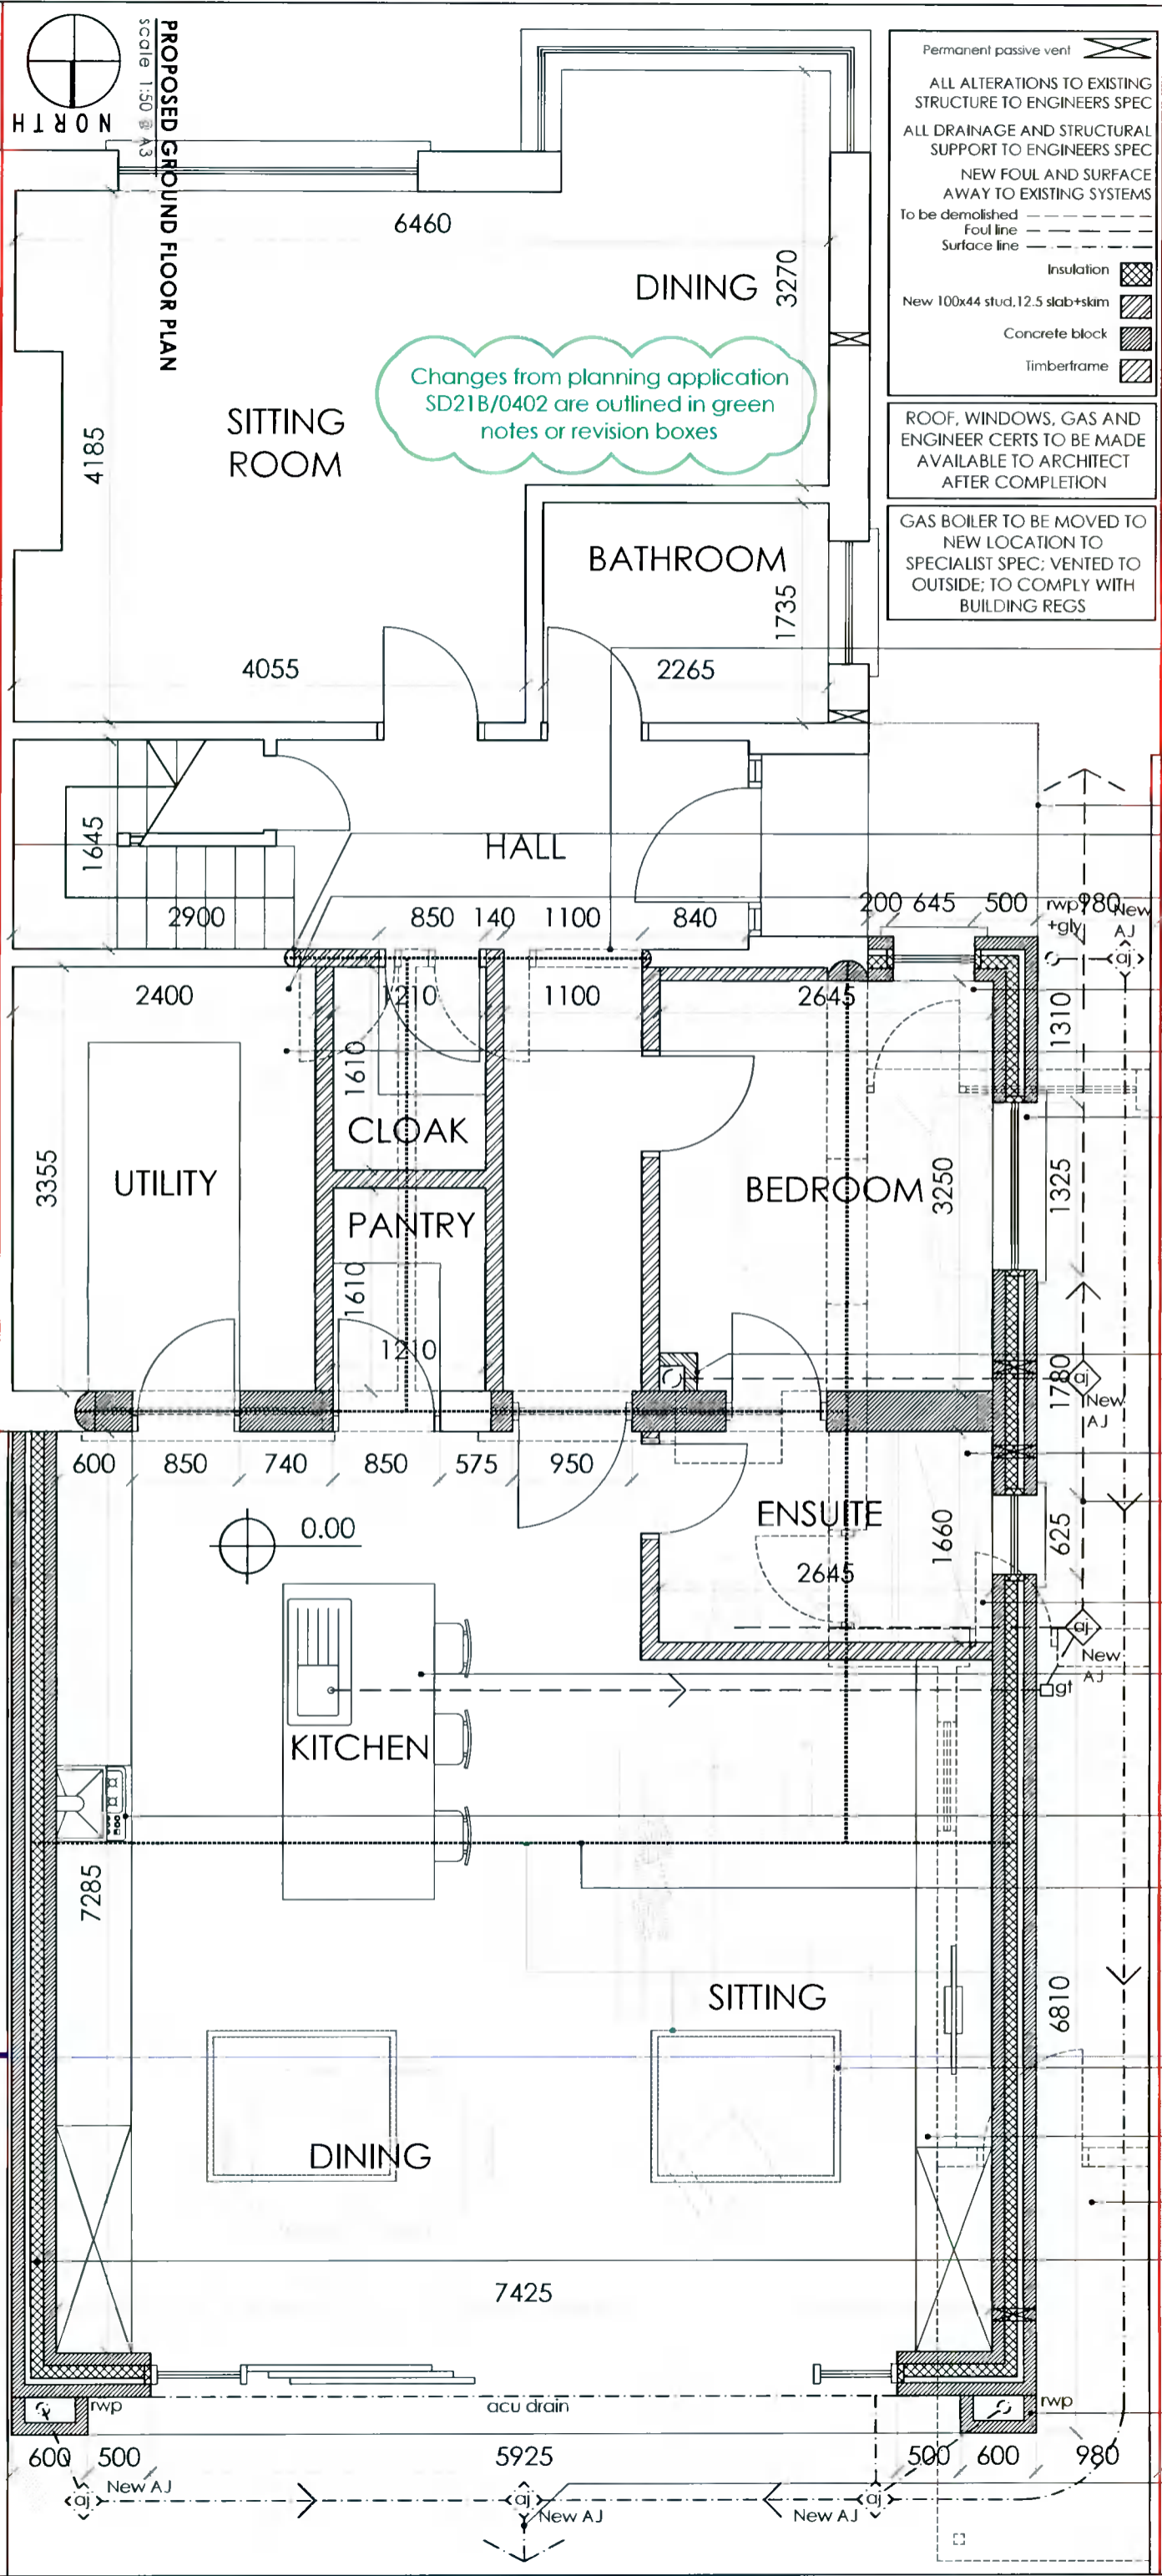 NORTH
PROPOSED GROUND FLOOR PLAN
scale 1:50 @ A3
Permanent passive vent
ALL ALTERATIONS TO EXISTING
STRUCTURE TO ENGINEERS SPEC
ALL DRAINAGE AND STRUCTURAL
SUPPORT TO ENGINEERS SPEC
NEW FOUL AND SURFACE
AWAY TO EXISTING SYSTEMS
To be demolished
Foul line
Surface line
Insulation
New 100x44 stud,12.5 slab+skim
Concrete block
Timberframe
ROOF, WINDOWS, GAS AND
ENGINEER CERTS TO BE MADE
AVAILABLE TO ARCHITECT
AFTER COMPLETION
GAS BOILER TO BE MOVED TO
NEW LOCATION TO
SPECIALIST SPEC; VENTED TO
OUTSIDE; TO COMPLY WITH
BUILDING REGS
6460
DINING
3270
Changes from planning application
SD21B/0402 are outlined in green
notes or revision boxes
SITTING
ROOM
4185
BATHROOM
1735
4055
2265
1645
HALL
2900
850
140
1100
840
200
645
500
rwp
+gly
980
New
AJ
aj
2400
1210
1100
2645
1310
1610
CLOAK
3355
UTILITY
BEDROOM
3250
1325
PANTRY
1610
1210
1780
aj
New
AJ
600
850
740
850
575
950
0.00
ENSUITE
1660
625
2645
aj
New
AJ
gt
KITCHEN
7285
SITTING
6810
DINING
7425
rwp
acu drain
rwp
600
500
5925
500
600
980
New AJ
aj
aj
New AJ
aj
New AJ